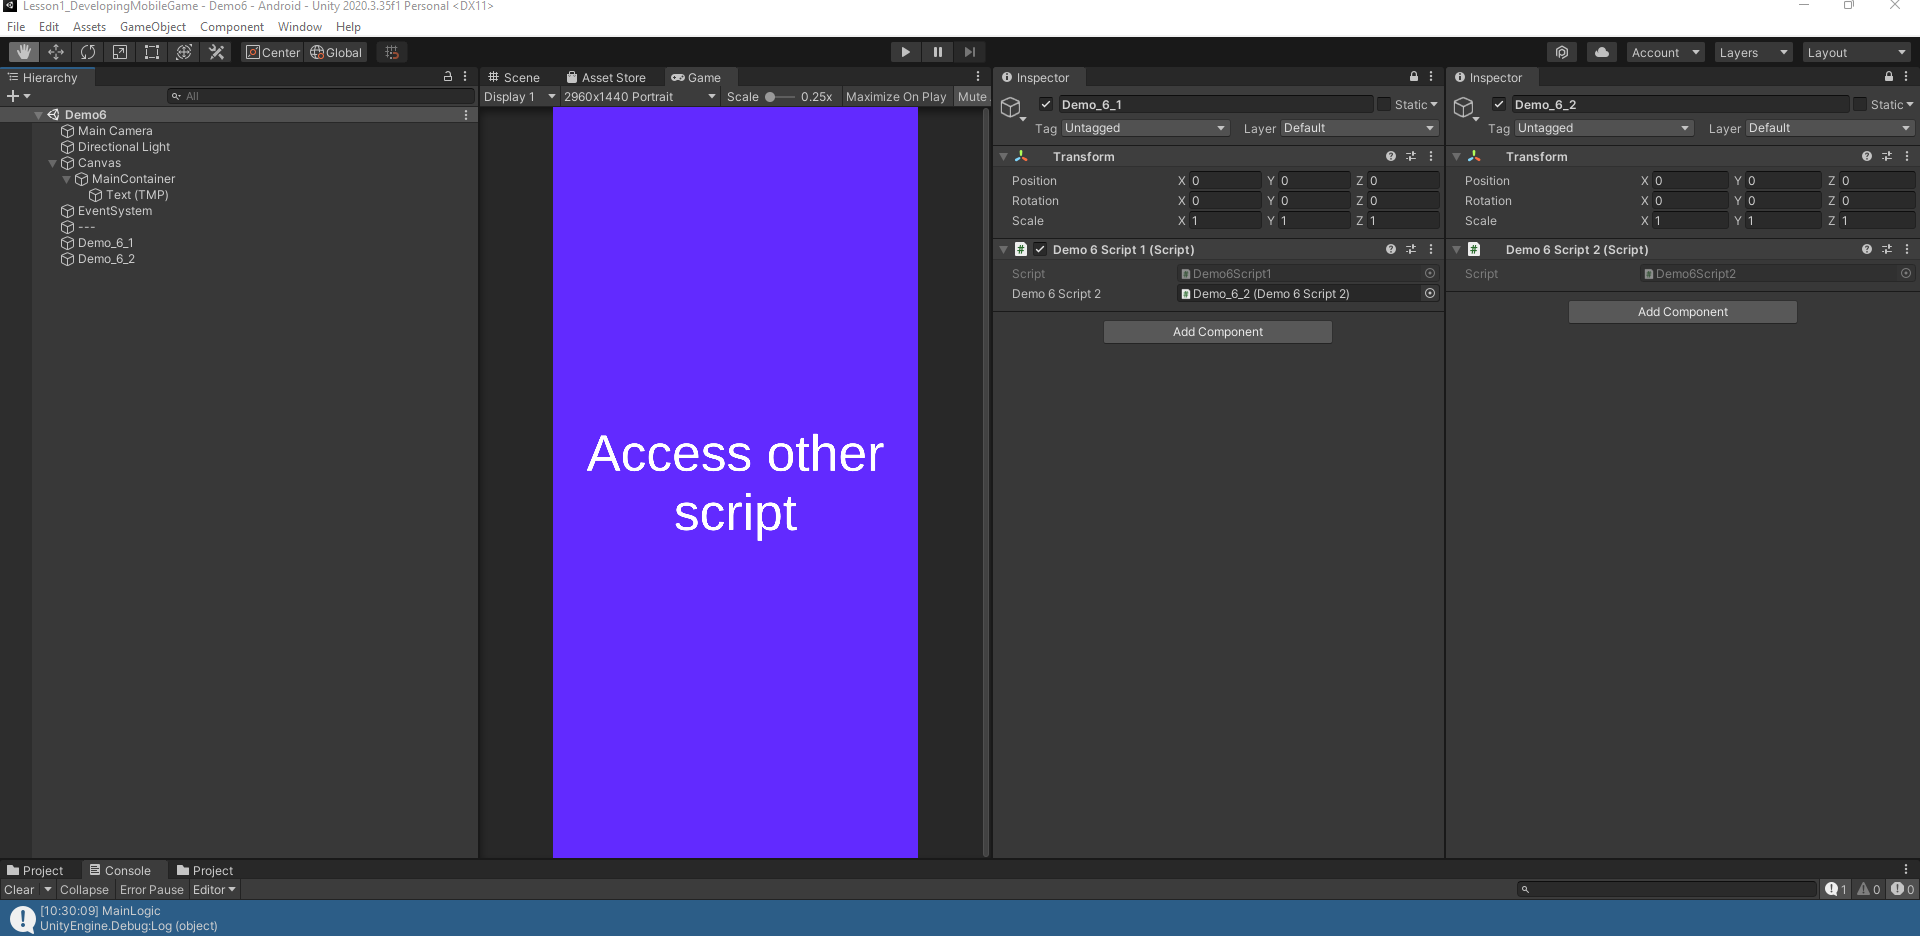 Lesson1_DevelopingMobileGame - Demo6 - Android - Unity 2020.3.35f1 Personal <DX11>
File Edit Assets GameObject Component Window Help
Center Global Account Layers Layout
Hierarchy
All
Demo6
Main Camera
Directional Light
Canvas
MainContainer
Text (TMP)
EventSystem
---
Demo_6_1
Demo_6_2
Scene Asset Store Game
Display 1 2960x1440 Portrait Scale 0.25x Maximize On Play Mute
Access other
script
Inspector
Demo_6_1 Static
Tag Untagged Layer Default
Transform
Position X 0 Y 0 Z 0
Rotation X 0 Y 0 Z 0
Scale X 1 Y 1 Z 1
Demo 6 Script 1 (Script)
Script Demo6Script1
Demo 6 Script 2 Demo_6_2 (Demo 6 Script 2)
Add Component
Inspector
Demo_6_2 Static
Tag Untagged Layer Default
Transform
Position X 0 Y 0 Z 0
Rotation X 0 Y 0 Z 0
Scale X 1 Y 1 Z 1
Demo 6 Script 2 (Script)
Script Demo6Script2
Add Component
Project Console Project
Clear Collapse Error Pause Editor 1 0 0
[10:30:09] MainLogic
UnityEngine.Debug:Log (object)